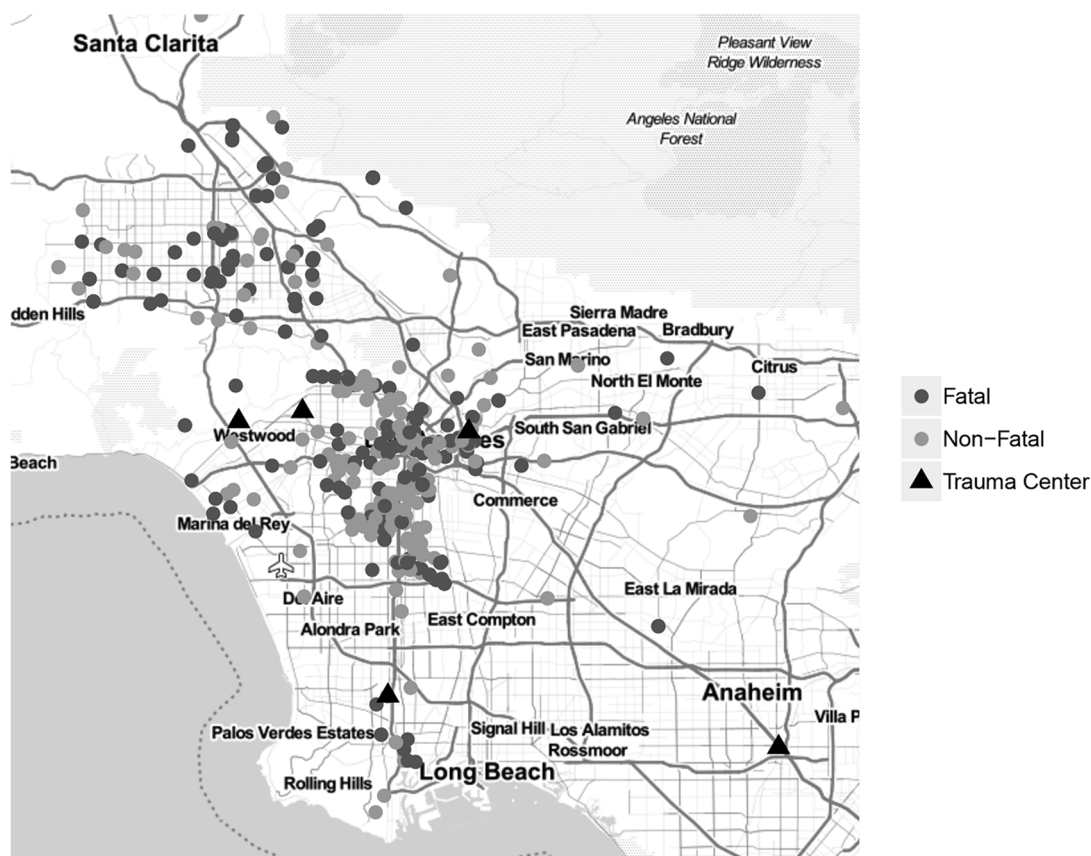 Santa Clarita
Pleasant View
Ridge Wilderness
Angeles National
Forest
dden Hills
Sierra Madre
East Pasadena
Bradbury
San Marino
Citrus
North El Monte
Westwood
South San Gabriel
Beach
Commerce
Marina del Rey
East La Mirada
Del Aire
East Compton
Alondra Park
Anaheim
Villa P
Palos Verdes Estates
Signal Hill
Los Alamitos
Rossmoor
Long Beach
Rolling Hills
Fatal
Non-Fatal
Trauma Center